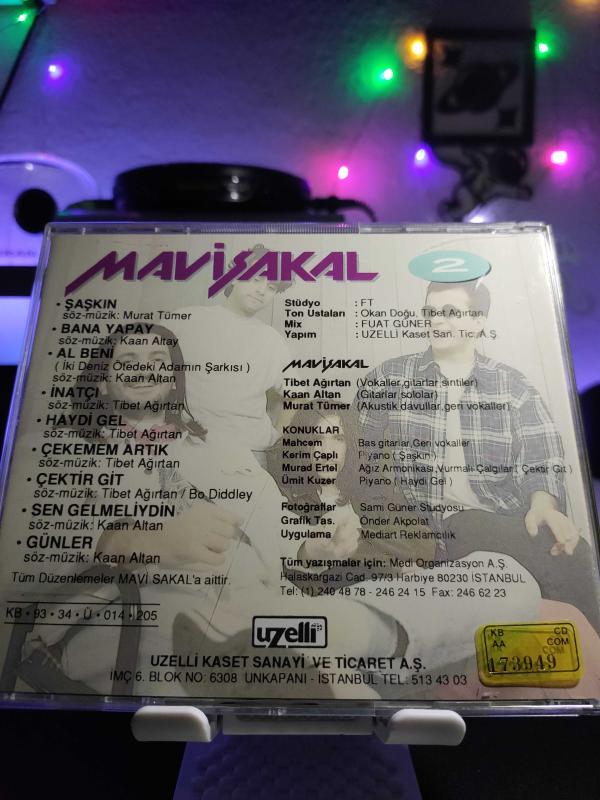 MAVİSAKAL 2
• ŞAŞKIN
söz-müzik: Murat Tümer
• BANA YAPAY
söz-müzik: Kaan Altay
• AL BENİ
( İki Deniz Ötedeki Adamın Şarkısı )
söz-müzik: Kaan Altan
• İNATÇI
söz-müzik: Tibet Ağırtan
• HAYDİ GEL
söz-müzik: Tibet Ağırtan
• ÇEKEMEM ARTIK
söz-müzik: Tibet Ağırtan
• ÇEKTİR GİT
söz-müzik: Tibet Ağırtan / Bo Diddley
• SEN GELMELİYDİN
söz-müzik: Kaan Altan
• GÜNLER
söz-müzik: Kaan Altan
Tüm Düzenlemeler MAVİ SAKAL'a aittir.
KB • 93 • 34 • Ü • 014 • 205
Stüdyo : FT
Ton Ustaları : Okan Doğu, Tibet Ağırtan
Mix : FUAT GÜNER
Yapım : UZELLİ Kaset San. Tic. A.Ş.
MAVİSAKAL
Tibet Ağırtan (Vokaller,gitarlar,sintiler)
Kaan Altan (Gitarlar,sololar)
Murat Tümer (Akustik davullar,geri vokaller)
KONUKLAR
Mahcem Bas gitarlar,Geri vokaller
Kerim Çaplı Piyano ( Şaşkın )
Murad Ertel Ağız Armonikası,Vurmalı Çalgılar ( Çektir Git )
Ümit Kuzer Piyano ( Haydi Gel )
Fotoğraflar Sami Güner Stüdyosu
Grafik Tas. Önder Akpolat
Uygulama Mediart Reklamcılık
Tüm yazışmalar için: Medi Organizasyon A.Ş.
Halaskargazi Cad. 97/3 Harbiye 80230 İSTANBUL
Tel: (1) 240 48 78 - 246 24 15 Fax: 246 62 23
uzelli
UZELLİ KASET SANAYİ VE TİCARET A.Ş.
İMÇ 6. BLOK NO: 6308 UNKAPANI - İSTANBUL TEL: 513 43 03
KB CD
AA COM
COM
173949